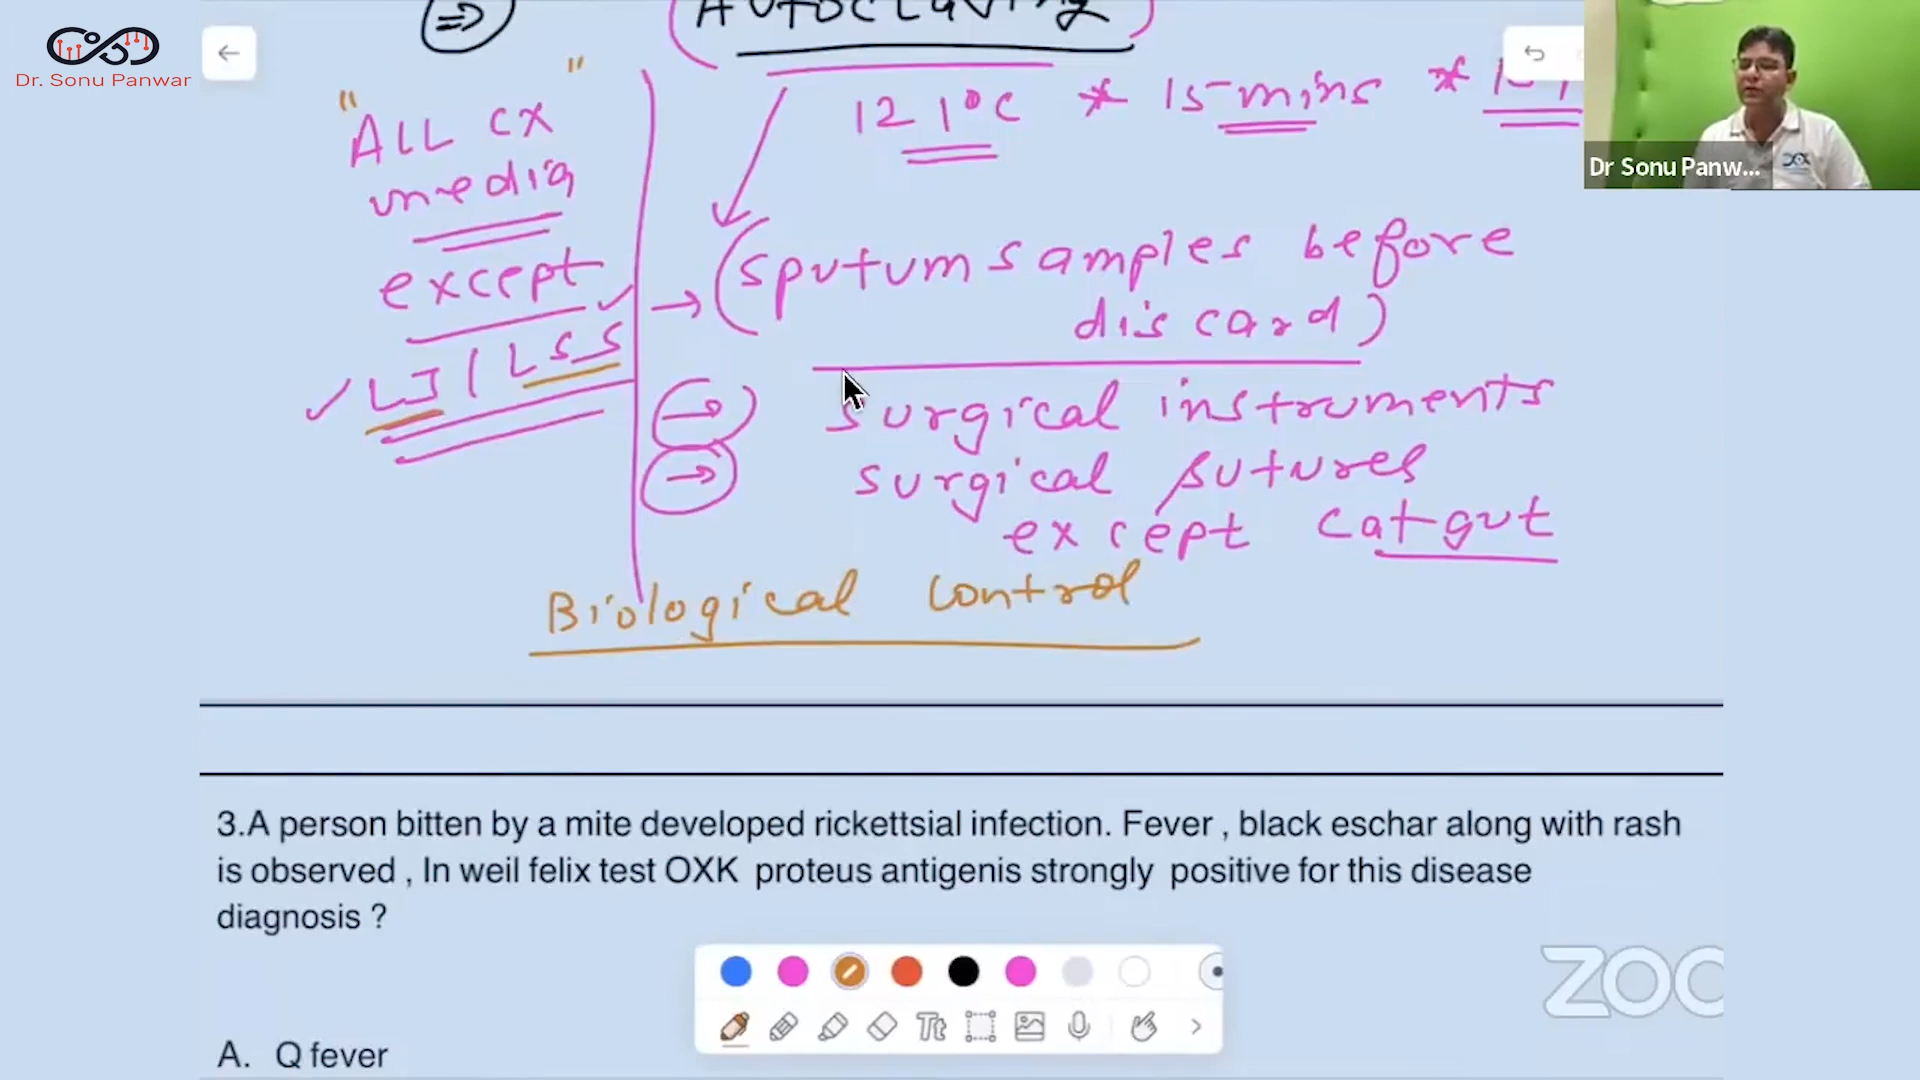 Autoclaving
Dr. Sonu Panwar
121°C * 15-mins *
Dr Sonu Panw...
" ALL CX "
media
except
LJ / LSS
(sputum samples before
discard)
surgical instruments
surgical sutures
except catgut
Biological control
3.A person bitten by a mite developed rickettsial infection. Fever , black eschar along with rash
is observed , In weil felix test OXK proteus antigenis strongly positive for this disease
diagnosis ?
Tt
ZOO
A. Q fever